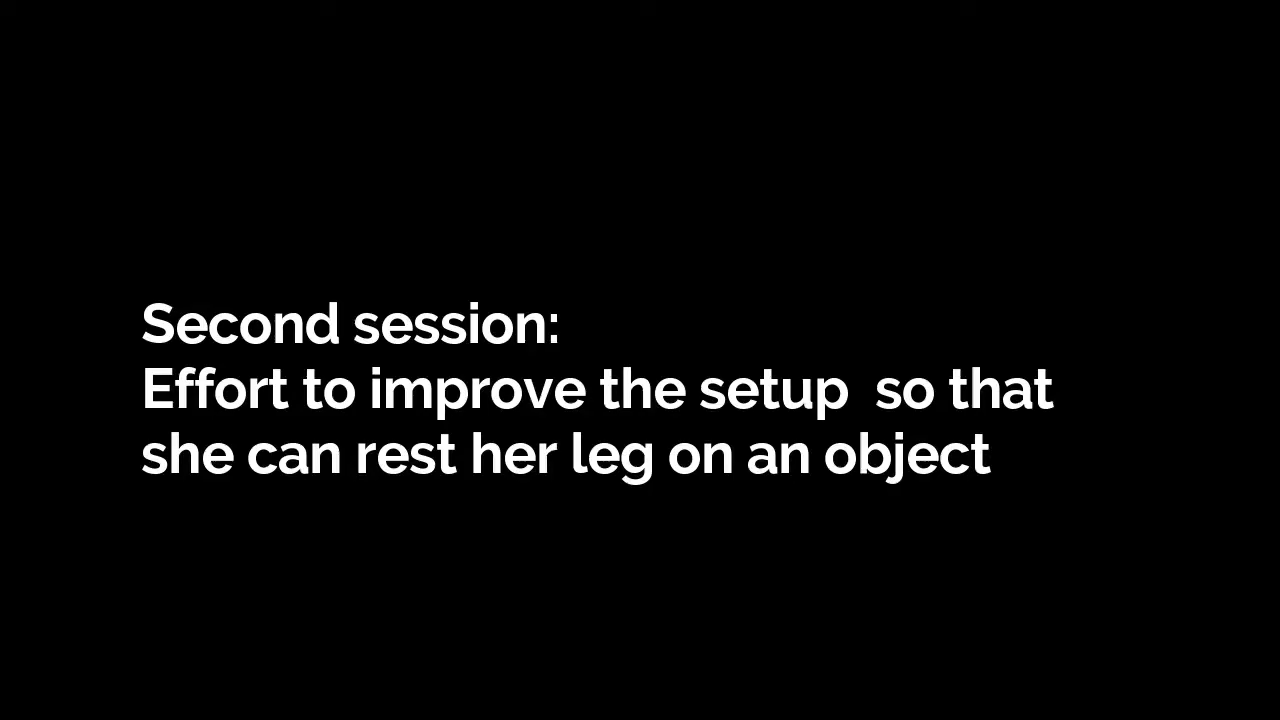 Second session:
Effort to improve the setup  so that
she can rest her leg on an object